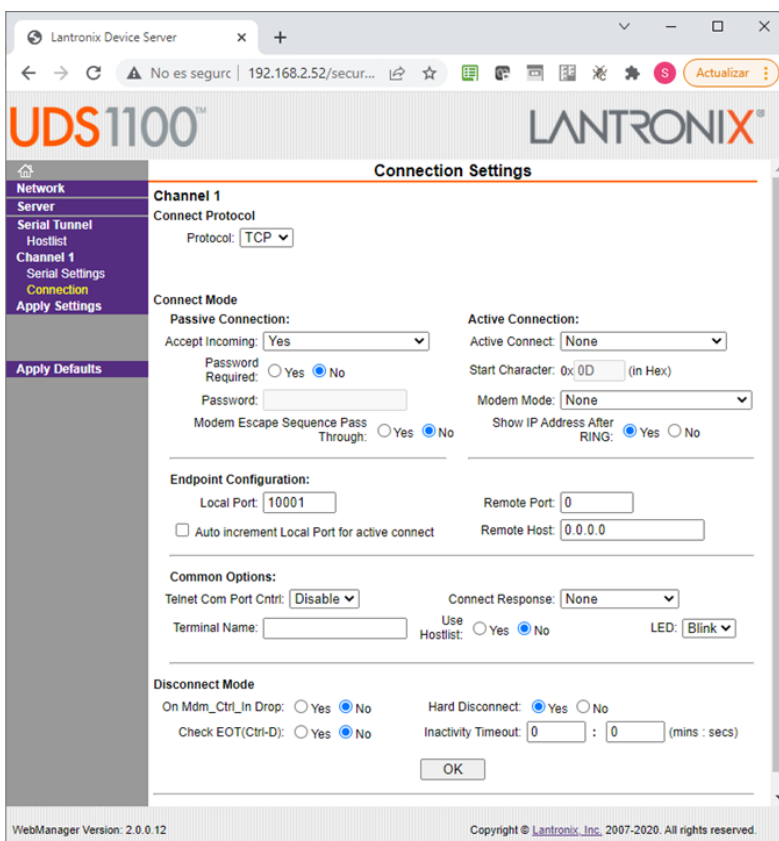 Lantronix Device Server
No es segurc 192.168.2.52/secur... S Actualizar
UDS1100™ LANTRONIX®
Connection Settings
Network
Server
Serial Tunnel
Hostlist
Channel 1
Serial Settings
Connection
Apply Settings
Apply Defaults
Channel 1
Connect Protocol
Protocol: TCP
Connect Mode
Passive Connection: Active Connection:
Accept Incoming: Yes Active Connect: None
Password Required: Yes No Start Character: 0x 0D (in Hex)
Password: Modem Mode: None
Modem Escape Sequence Pass Through: Yes No Show IP Address After RING: Yes No
Endpoint Configuration:
Local Port: 10001 Remote Port: 0
Auto increment Local Port for active connect Remote Host: 0.0.0.0
Common Options:
Telnet Com Port Cntrl: Disable Connect Response: None
Terminal Name: Use Hostlist: Yes No LED: Blink
Disconnect Mode
On Mdm_Ctrl_In Drop: Yes No Hard Disconnect: Yes No
Check EOT(Ctrl-D): Yes No Inactivity Timeout: 0 : 0 (mins : secs)
OK
WebManager Version: 2.0.0.12 Copyright © Lantronix, Inc. 2007-2020. All rights reserved.